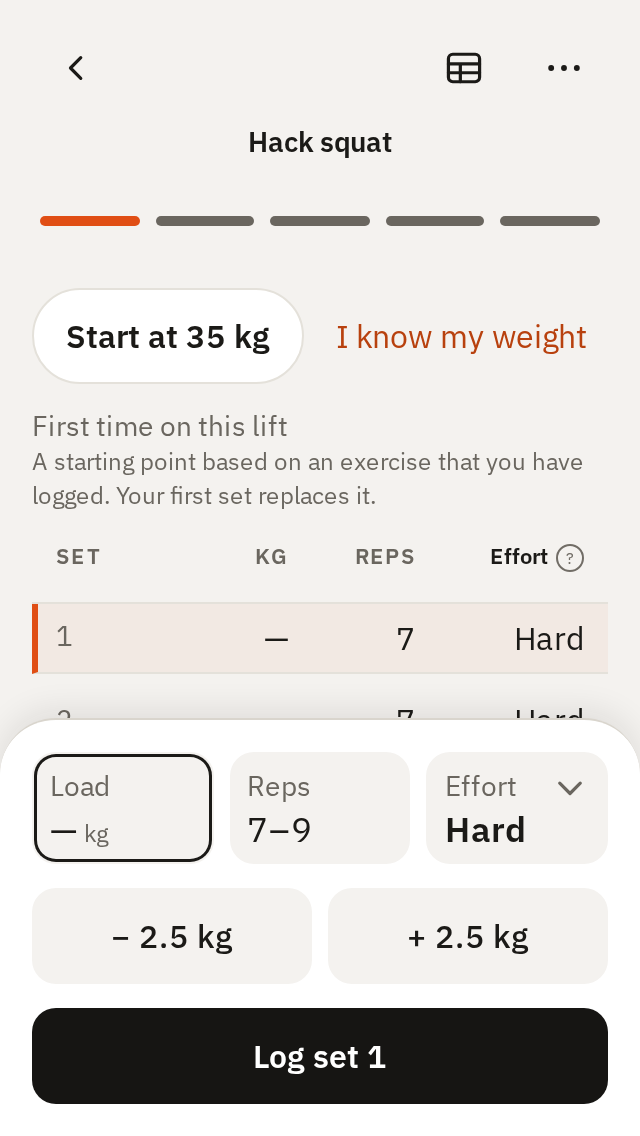 Hack squat
Start at 35 kg
I know my weight
First time on this lift
A starting point based on an exercise that you have
logged. Your first set replaces it.
SET KG REPS Effort ?
1 — 7 Hard
2 7 Hard
Load Reps Effort
— kg 7–9 Hard
– 2.5 kg + 2.5 kg
Log set 1